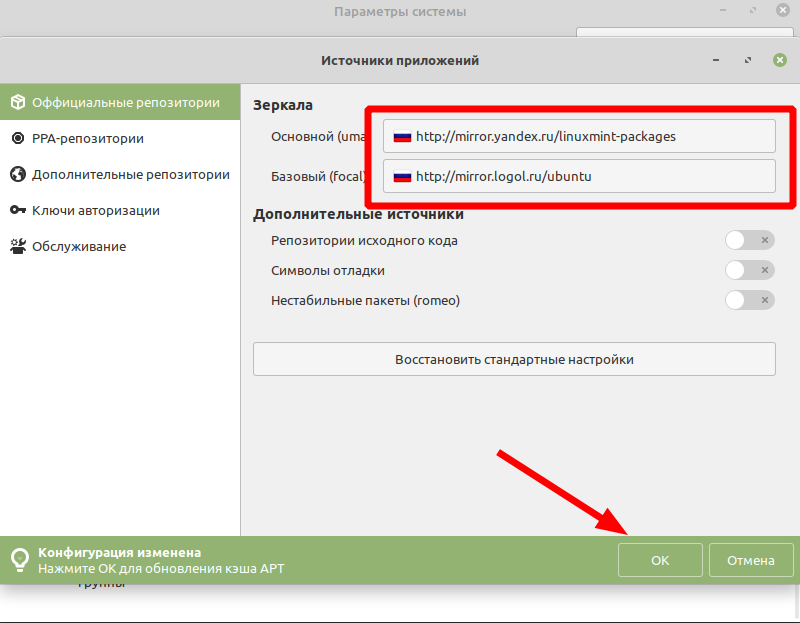 Параметры системы
Источники приложений
Оффициальные репозитории
PPA-репозитории
Дополнительные репозитории
Ключи авторизации
Обслуживание
Зеркала
Основной (uma
http://mirror.yandex.ru/linuxmint-packages
Базовый (focal)
http://mirror.logol.ru/ubuntu
Дополнительные источники
Репозитории исходного кода
Символы отладки
Нестабильные пакеты (romeo)
Восстановить стандартные настройки
Конфигурация изменена
Нажмите OK для обновления кэша APT
OK
Отмена